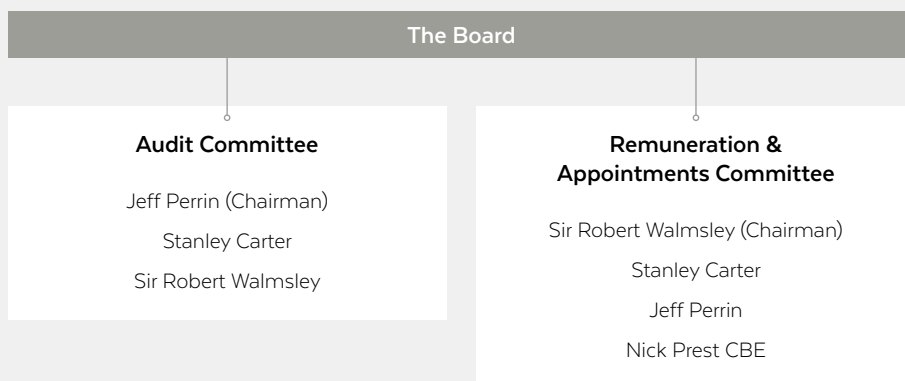 The Board
Audit Committee
Jeff Perrin (Chairman)
Stanley Carter
Sir Robert Walmsley
Remuneration &
Appointments Committee
Sir Robert Walmsley (Chairman)
Stanley Carter
Jeff Perrin
Nick Prest CBE